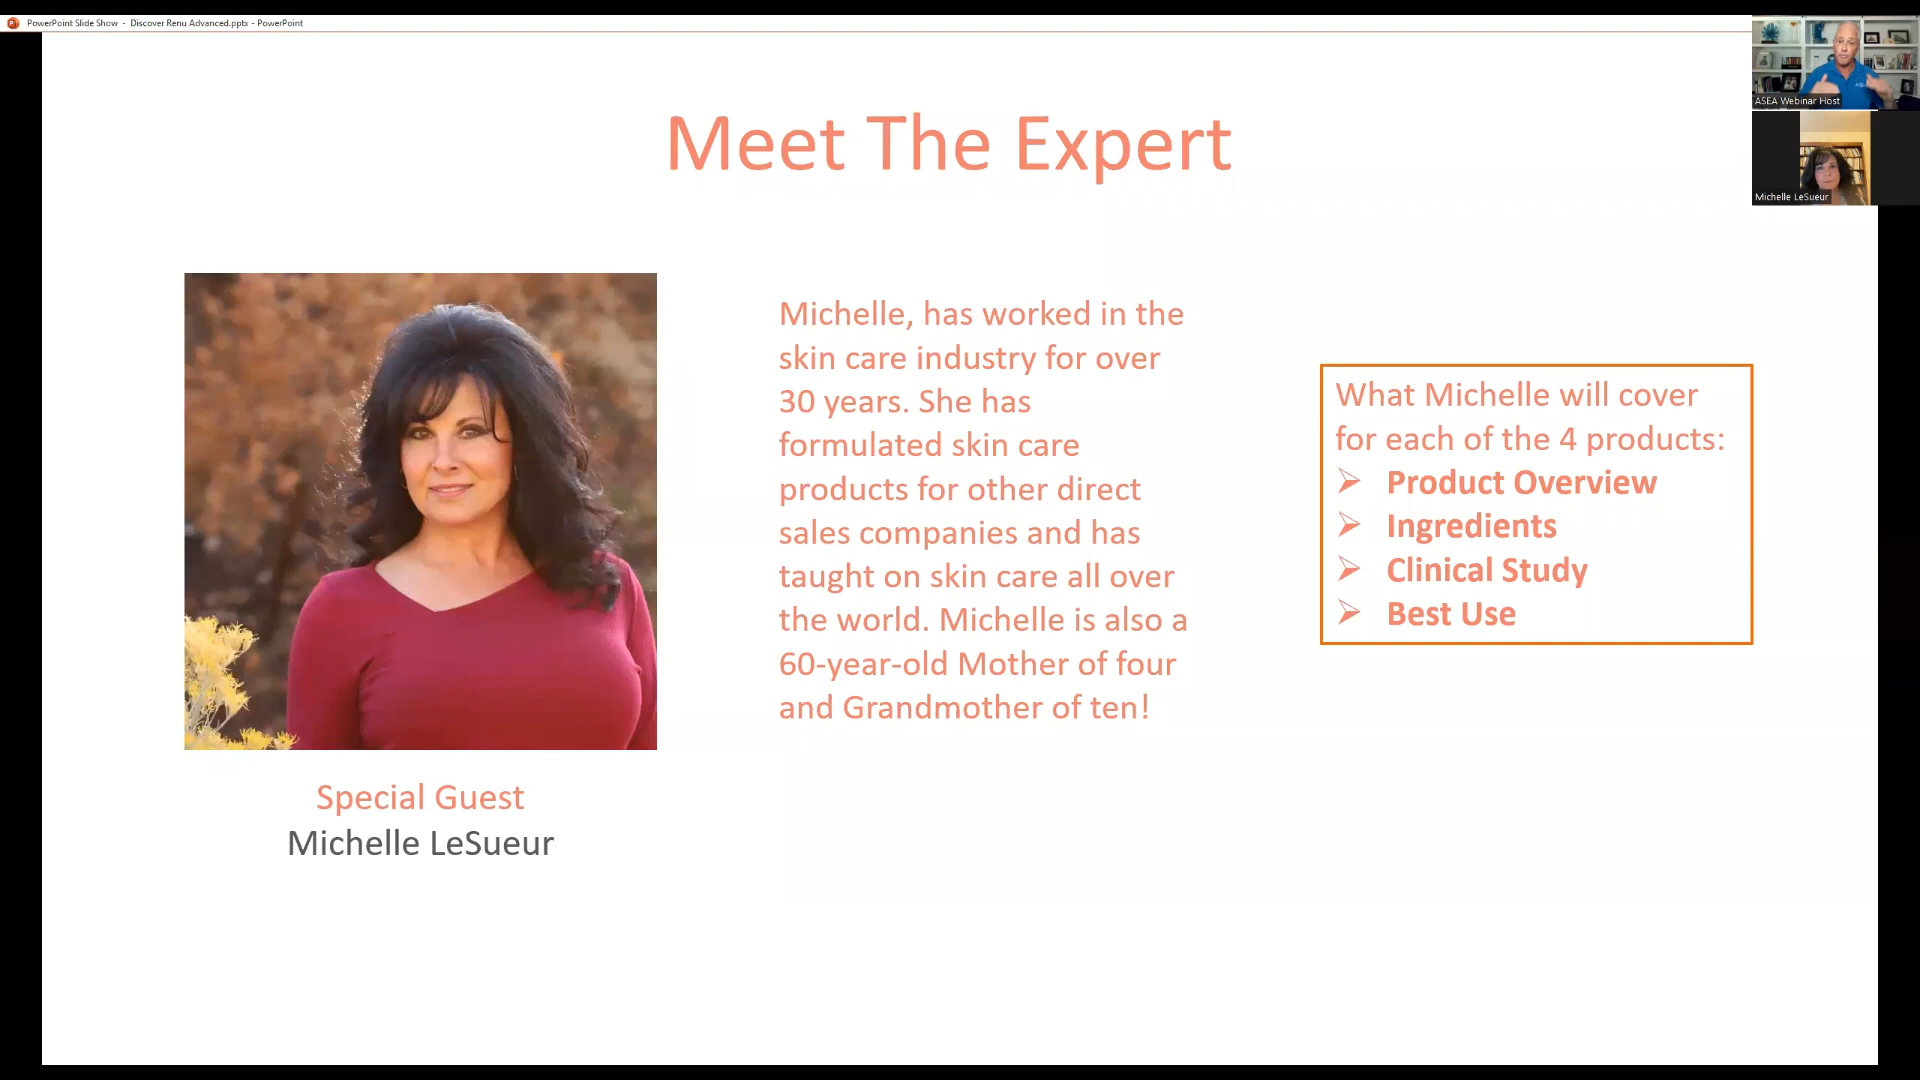 PowerPoint Slide Show - Discover Renu Advanced.pptx - PowerPoint
ASEA Webinar Host
Michelle LeSueur
Meet The Expert
Michelle, has worked in the
skin care industry for over
30 years. She has
formulated skin care
products for other direct
sales companies and has
taught on skin care all over
the world. Michelle is also a
60-year-old Mother of four
and Grandmother of ten!
What Michelle will cover
for each of the 4 products:
Product Overview
Ingredients
Clinical Study
Best Use
Special Guest
Michelle LeSueur